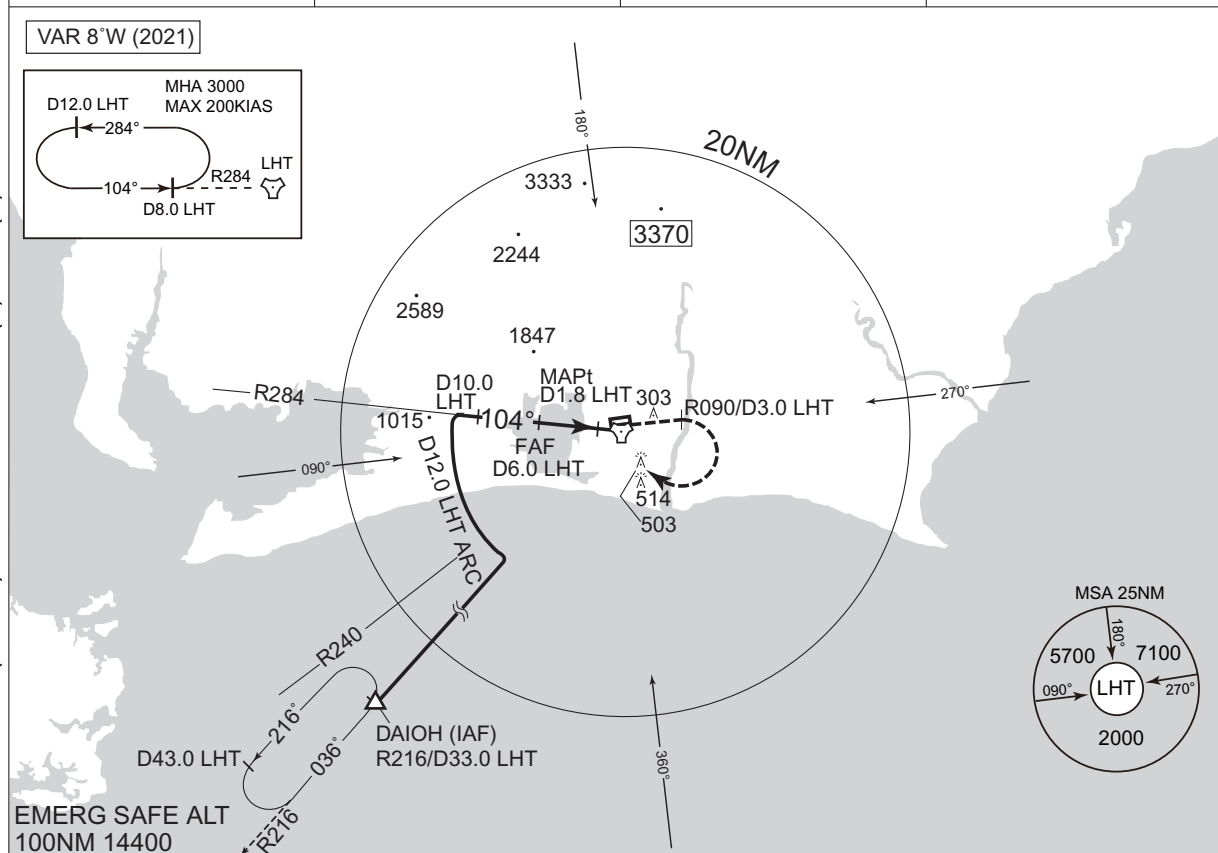 VAR 8°W (2021)
MHA 3000
MAX 200KIAS
D12.0 LHT
284°
LHT
R284
104°
D8.0 LHT
180°
20NM
3333
3370
2244
2589
1847
R284
D10.0
LHT
MAPt
D1.8 LHT
303
R090/D3.0 LHT
270°
1015
104°
FAF
D6.0 LHT
090°
D12.0 LHT ARC
514
503
R240
MSA 25NM
180°
5700
7100
090°
LHT
270°
2000
216°
036°
DAIOH (IAF)
R216/D33.0 LHT
D43.0 LHT
360°
EMERG SAFE ALT
100NM 14400
R216